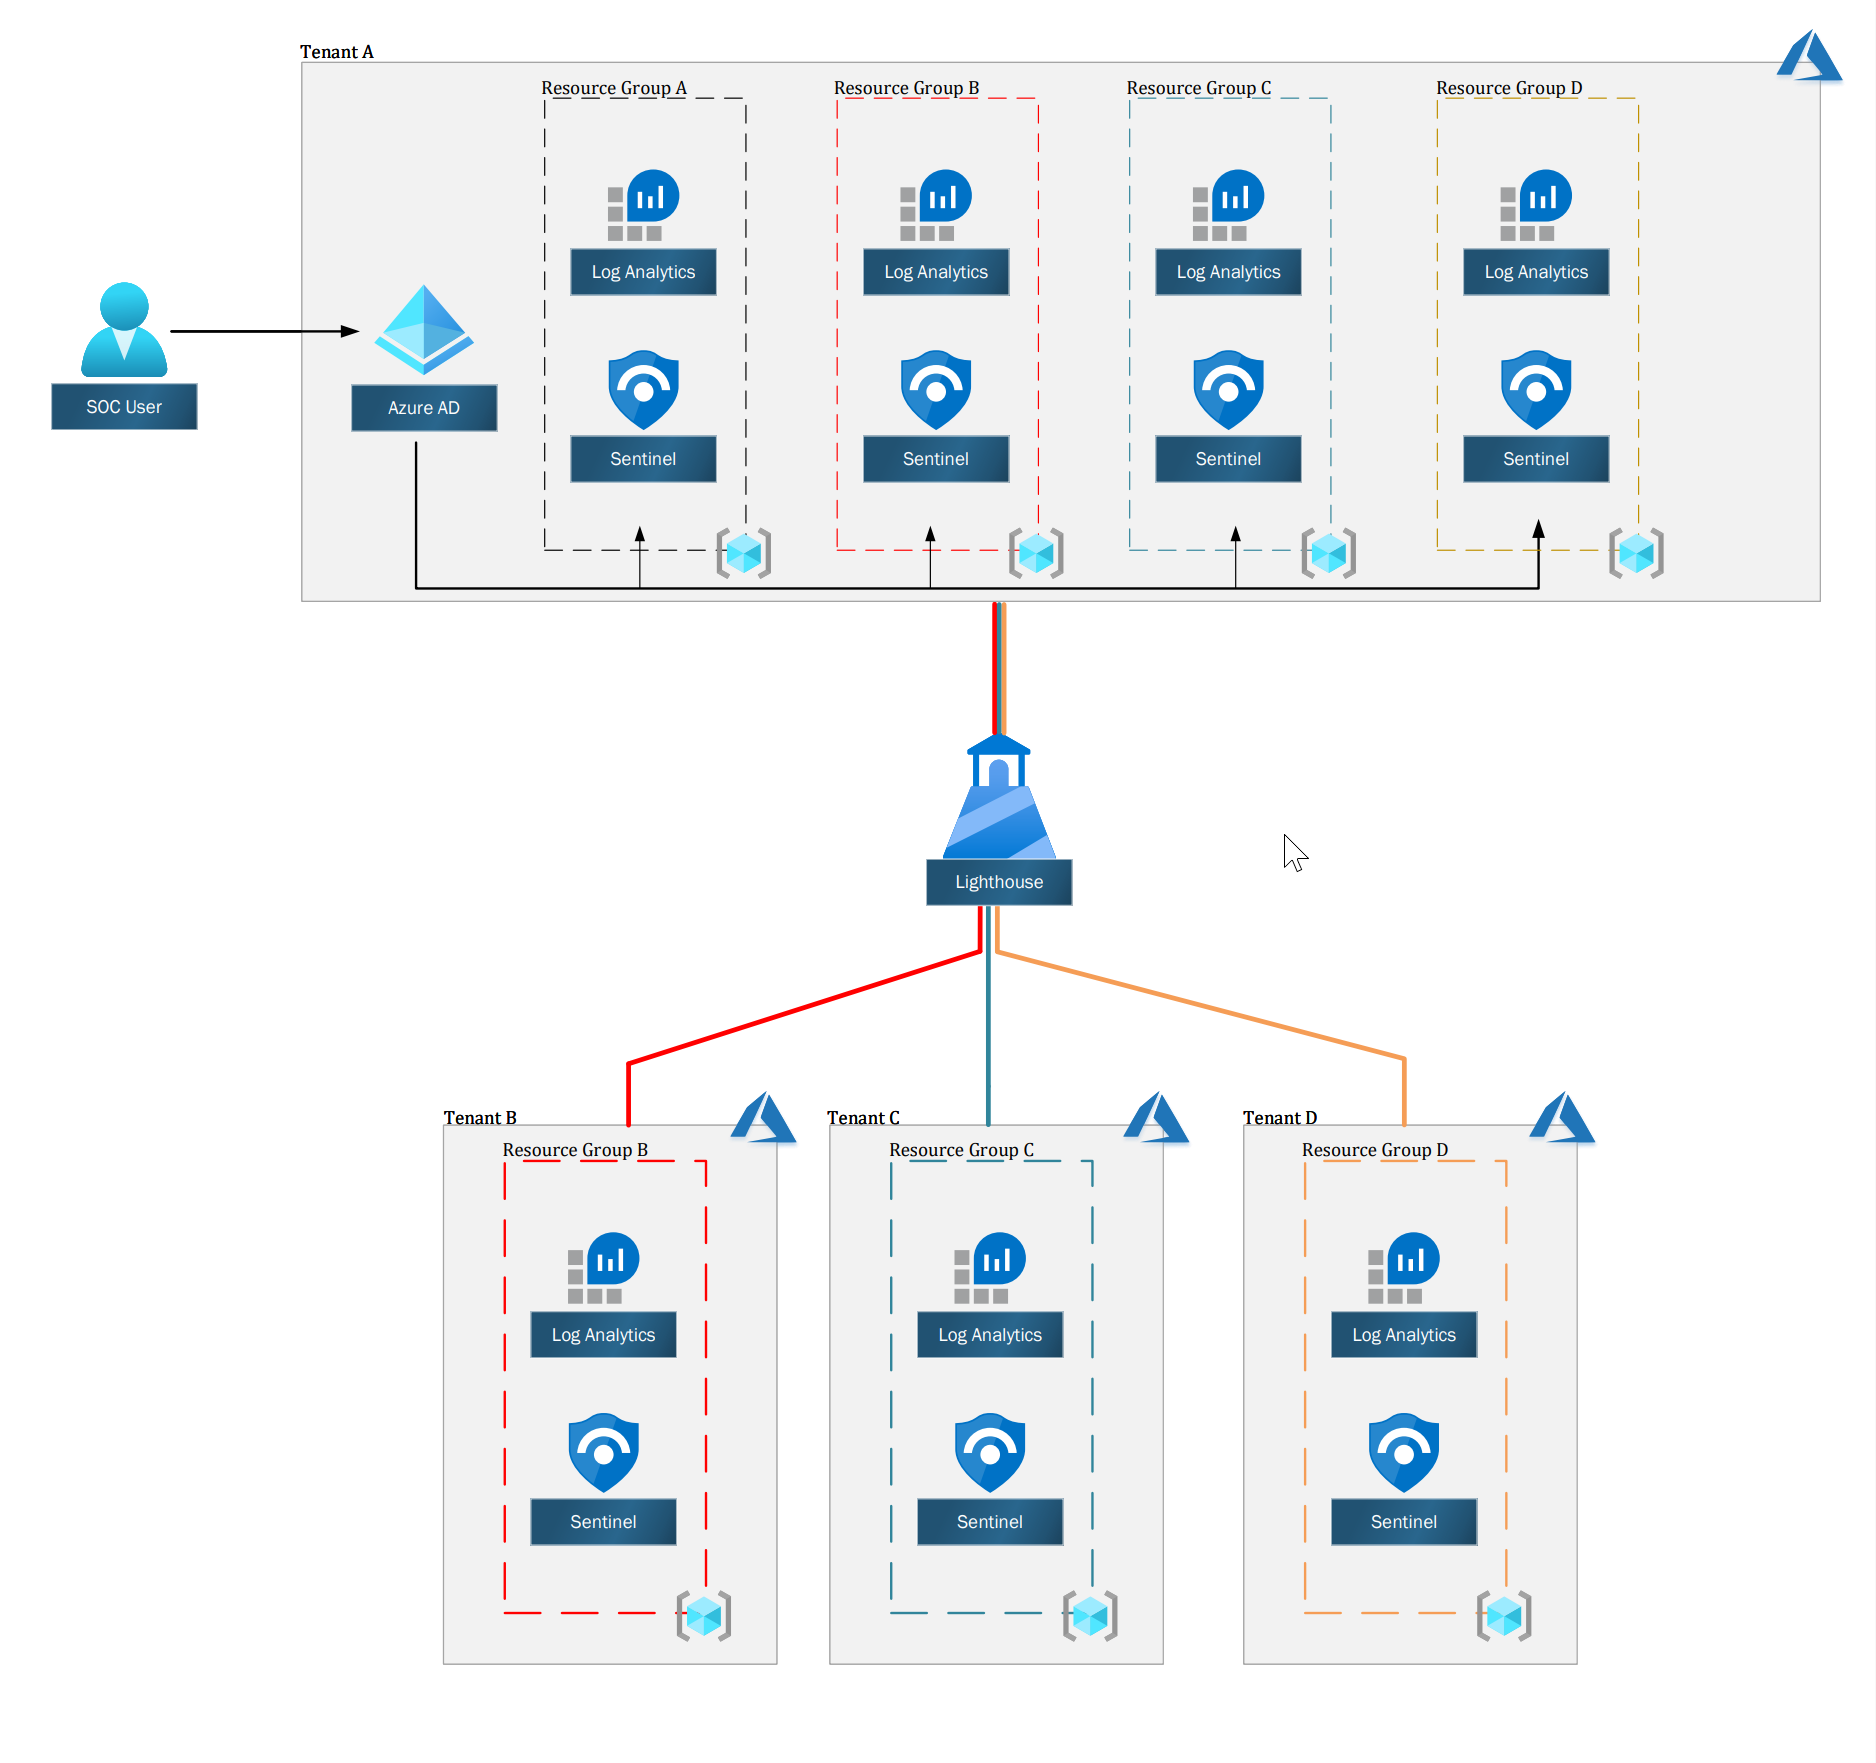 Tenant A
Resource Group A
Resource Group B
Resource Group C
Resource Group D
Log Analytics
Log Analytics
Log Analytics
Log Analytics
SOC User
Azure AD
Sentinel
Sentinel
Sentinel
Sentinel
Lighthouse
Tenant B
Tenant C
Tenant D
Resource Group B
Resource Group C
Resource Group D
Log Analytics
Log Analytics
Log Analytics
Sentinel
Sentinel
Sentinel